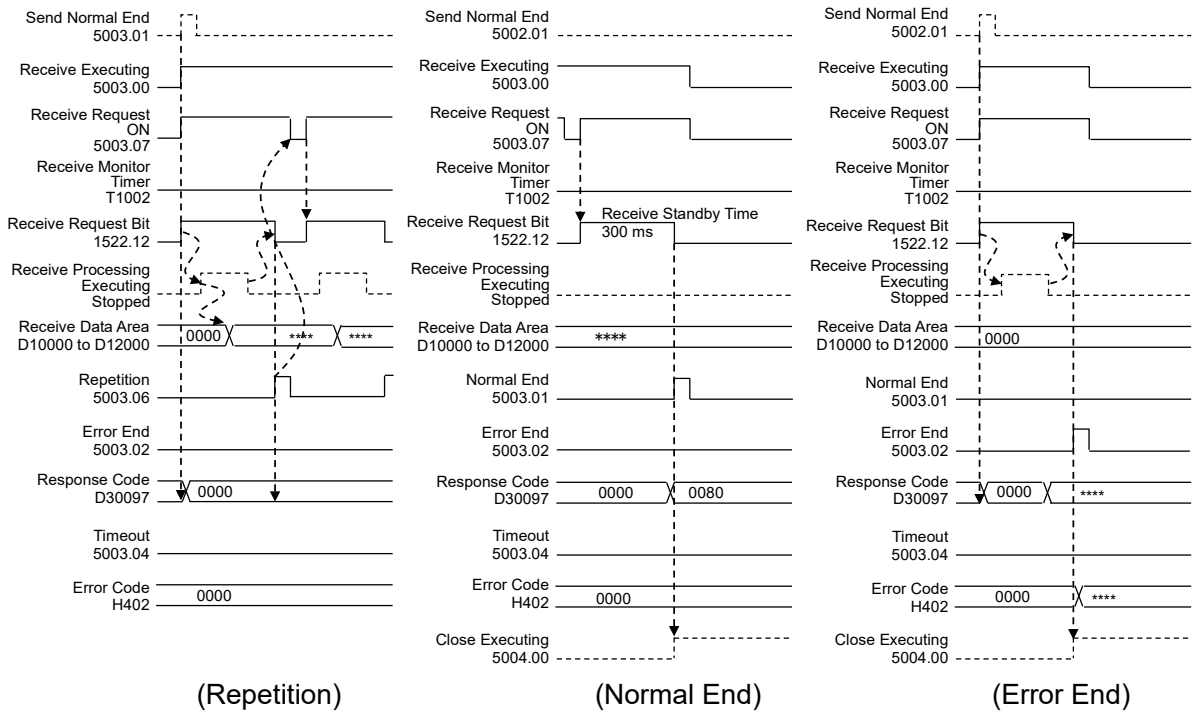 Send Normal End
5003.01
Receive Executing
5003.00
Receive Request
ON
5003.07
Receive Monitor
Timer
T1002
Receive Request Bit
1522.12
Receive Processing
Executing
Stopped
Receive Data Area
D10000 to D12000
0000
****
****
Repetition
5003.06
Error End
5003.02
Response Code
D30097
0000
Timeout
5003.04
Error Code
H402
0000
(Repetition)
Send Normal End
5002.01
Receive Executing
5003.00
Receive Request
ON
5003.07
Receive Monitor
Timer
T1002
Receive Request Bit
1522.12
Receive Standby Time
300 ms
Receive Processing
Executing
Stopped
Receive Data Area
D10000 to D12000
****
Normal End
5003.01
Error End
5003.02
Response Code
D30097
0000
0080
Timeout
5003.04
Error Code
H402
0000
Close Executing
5004.00
(Normal End)
Send Normal End
5002.01
Receive Executing
5003.00
Receive Request
ON
5003.07
Receive Monitor
Timer
T1002
Receive Request Bit
1522.12
Receive Processing
Executing
Stopped
Receive Data Area
D10000 to D12000
0000
Normal End
5003.01
Error End
5003.02
Response Code
D30097
0000
****
Timeout
5003.04
Error Code
H402
0000
****
Close Executing
5004.00
(Error End)